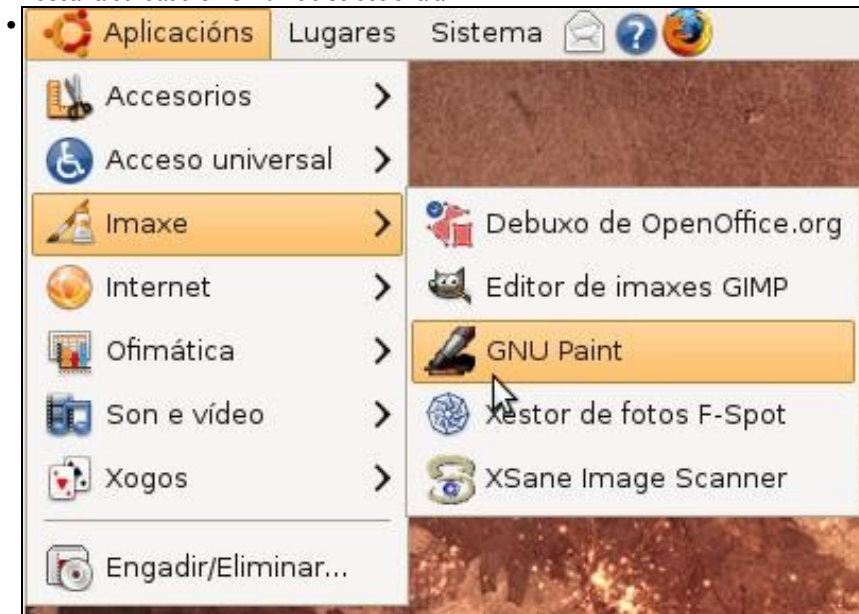 Aplicacións Lugares Sistema
Accesorios
Acceso universal
Imaxe
Debuxo de OpenOffice.org
Internet
Editor de imaxes GIMP
Ofimática
GNU Paint
Son e vídeo
Xestor de fotos F-Spot
Xogos
XSane Image Scanner
Engadir/Eliminar...